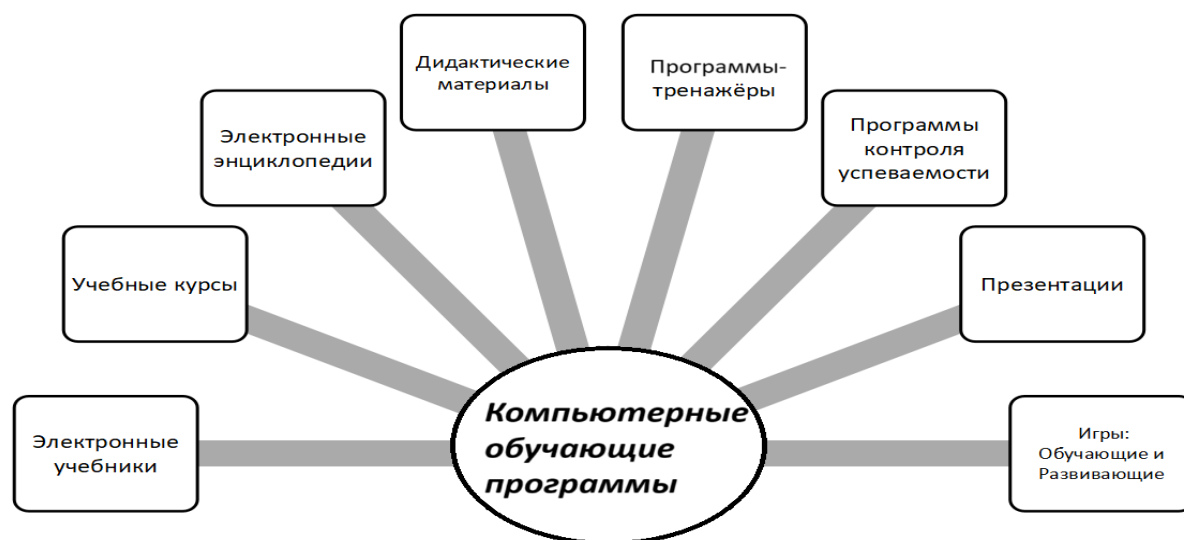 Дидактические
материалы
Программы-
тренажёры
Электронные
энциклопедии
Программы
контроля
успеваемости
Учебные курсы
Презентации
Электронные
учебники
Компьютерные
обучающие
программы
Игры:
Обучающие и
Развивающие